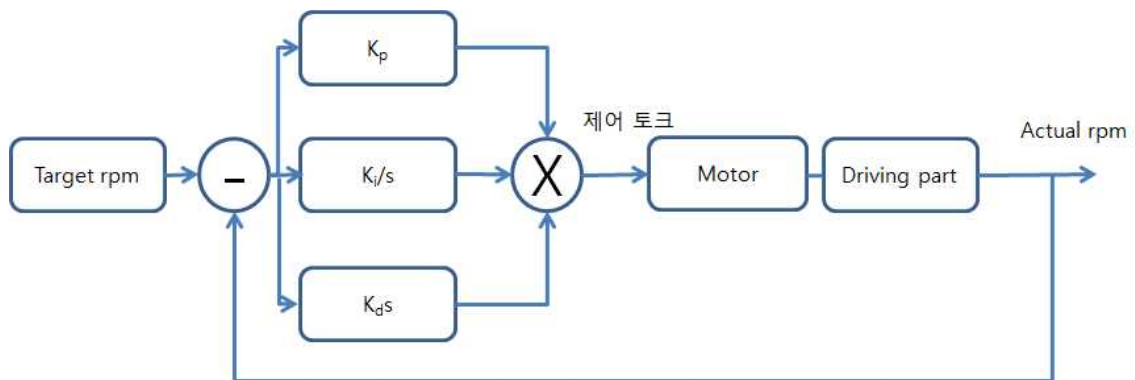 Kp
제어 토크
Actual rpm
Target rpm
-
Ki/s
X
Motor
Driving part
Kds